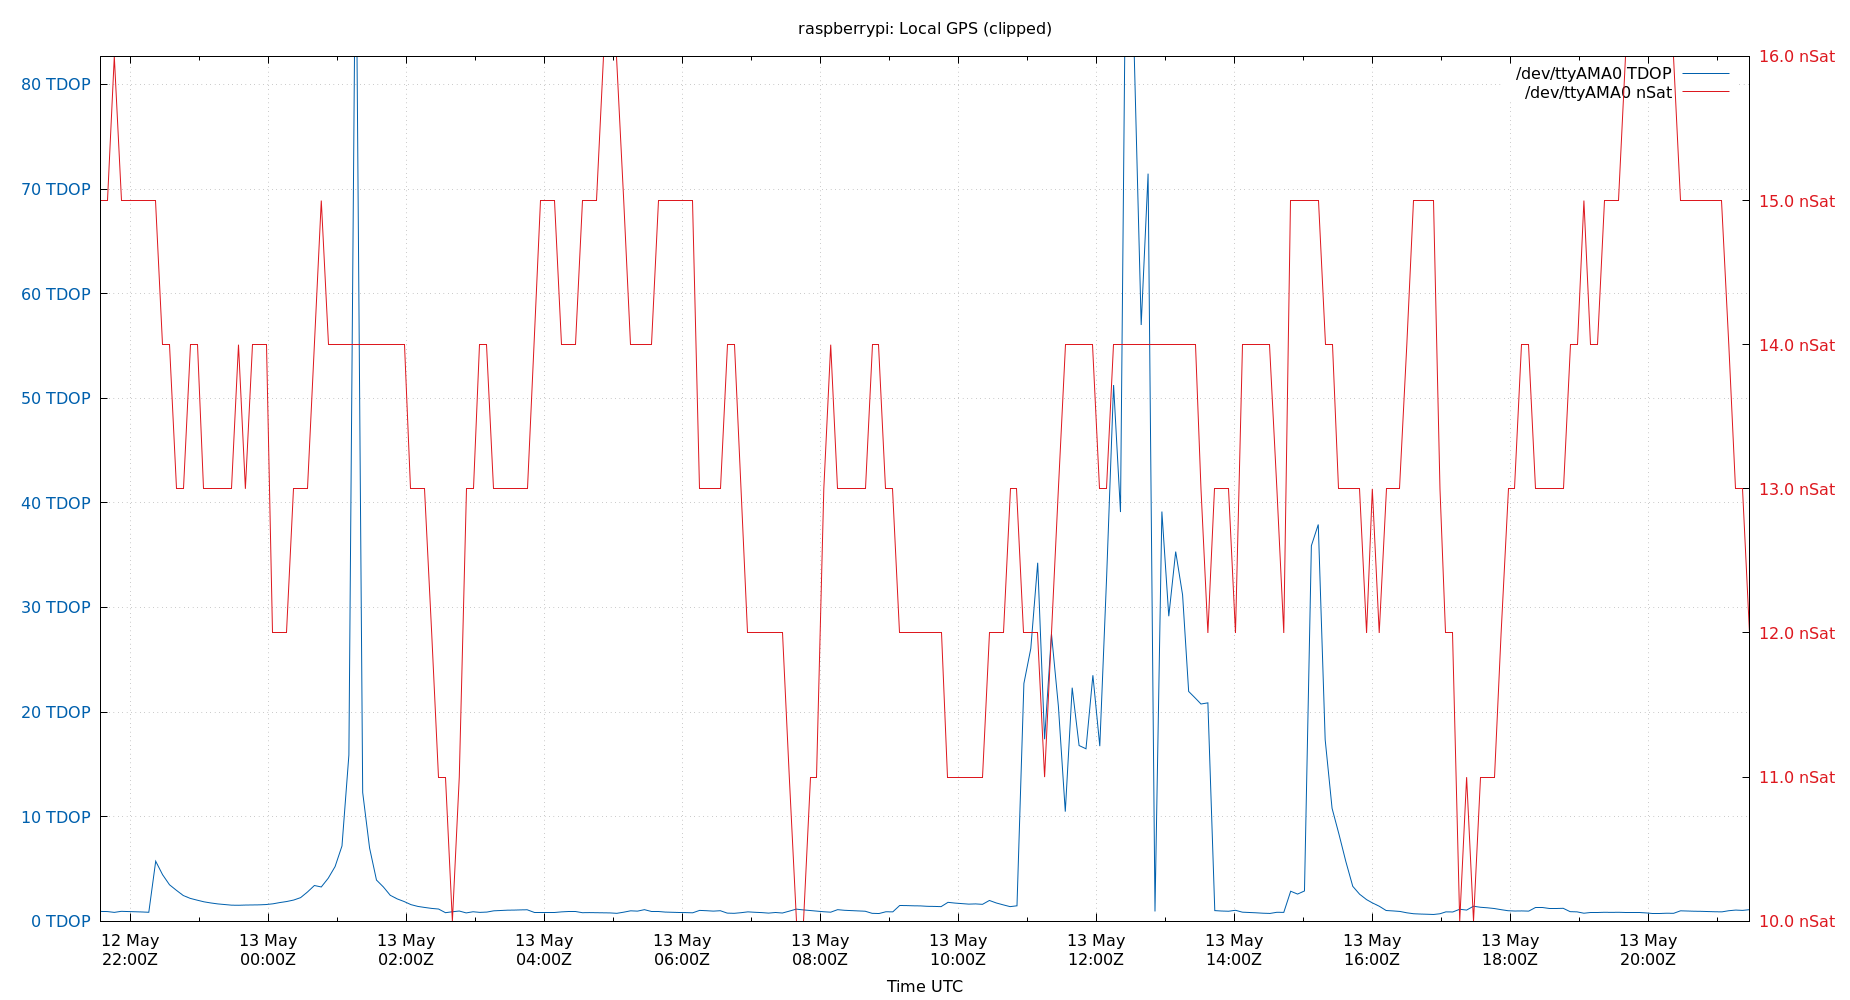 raspberrypi: Local GPS (clipped)
/dev/ttyAMA0 TDOP
/dev/ttyAMA0 nSat
80 TDOP
70 TDOP
60 TDOP
50 TDOP
40 TDOP
30 TDOP
20 TDOP
10 TDOP
0 TDOP
16.0 nSat
15.0 nSat
14.0 nSat
13.0 nSat
12.0 nSat
11.0 nSat
10.0 nSat
12 May
22:00Z
13 May
00:00Z
13 May
02:00Z
13 May
04:00Z
13 May
06:00Z
13 May
08:00Z
13 May
10:00Z
13 May
12:00Z
13 May
14:00Z
13 May
16:00Z
13 May
18:00Z
13 May
20:00Z
Time UTC